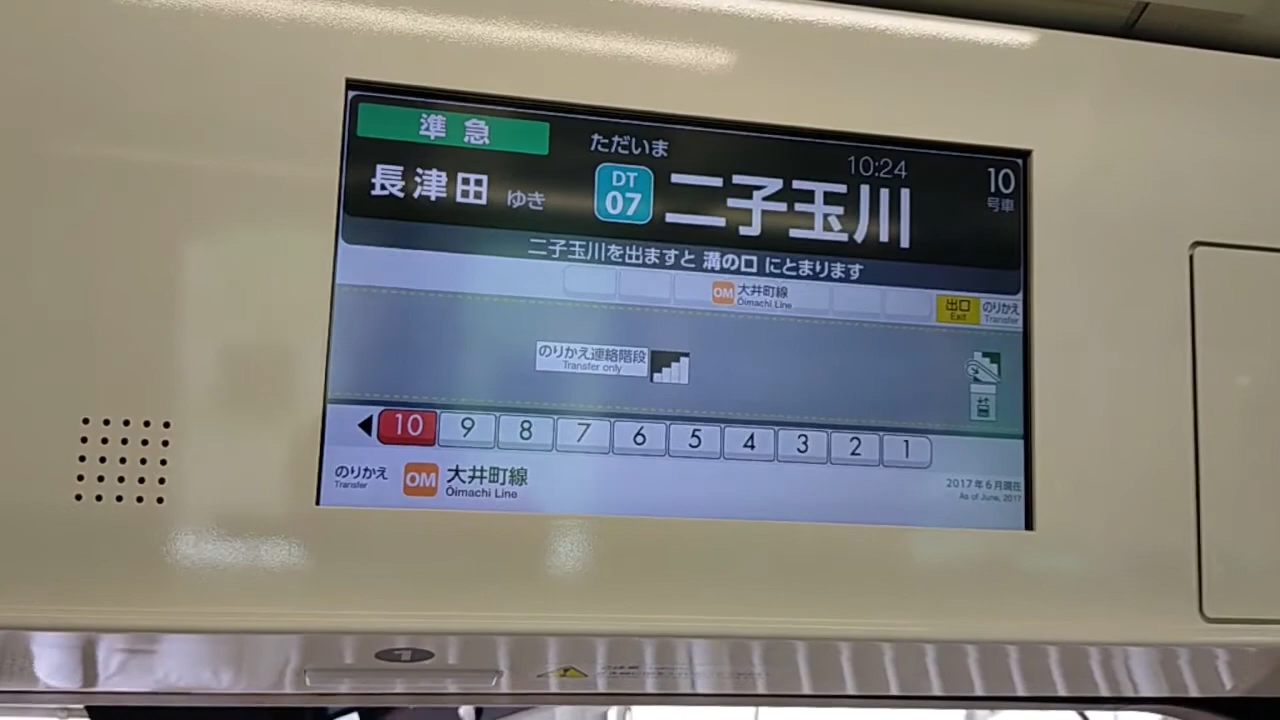 準急
ただいま
10:24
10
号車
長津田 ゆき
DT
07
二子玉川
二子玉川を出ますと 溝の口 にとまります
OM 大井町線
Ōimachi Line
出口
Exit
のりかえ
Transfer
のりかえ連絡階段
Transfer only
10 9 8 7 6 5 4 3 2 1
のりかえ
Transfer
OM 大井町線
Ōimachi Line
2017年6月現在
As of June, 2017
1